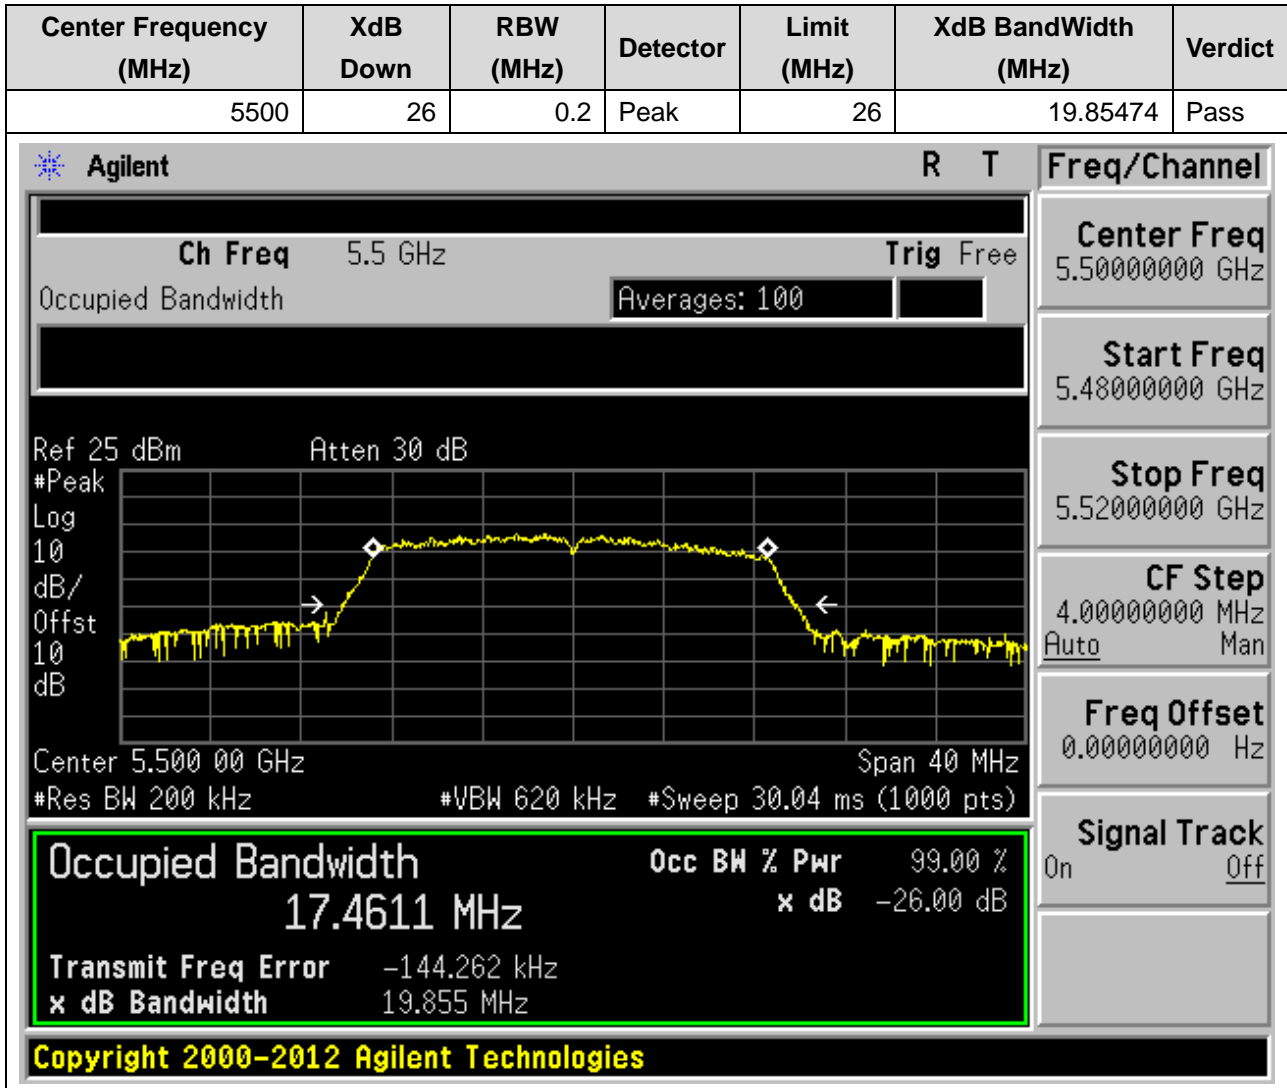 Center Frequency (MHz) XdB Down RBW (MHz) Detector Limit (MHz) XdB BandWidth (MHz) Verdict
5500 26 0.2 Peak 26 19.85474 Pass
Agilent R T
Ch Freq 5.5 GHz Trig Free
Occupied Bandwidth Averages: 100
Ref 25 dBm Atten 30 dB
#Peak
Log
10
dB/
Offst
10
dB
Center 5.500 00 GHz Span 40 MHz
#Res BW 200 kHz #VBW 620 kHz #Sweep 30.04 ms (1000 pts)
Occupied Bandwidth
17.4611 MHz
Occ BW % Pwr 99.00 %
x dB -26.00 dB
Transmit Freq Error -144.262 kHz
x dB Bandwidth 19.855 MHz
Copyright 2000-2012 Agilent Technologies
Freq/Channel
Center Freq
5.50000000 GHz
Start Freq
5.48000000 GHz
Stop Freq
5.52000000 GHz
CF Step
4.00000000 MHz
Auto Man
Freq Offset
0.00000000 Hz
Signal Track
On Off